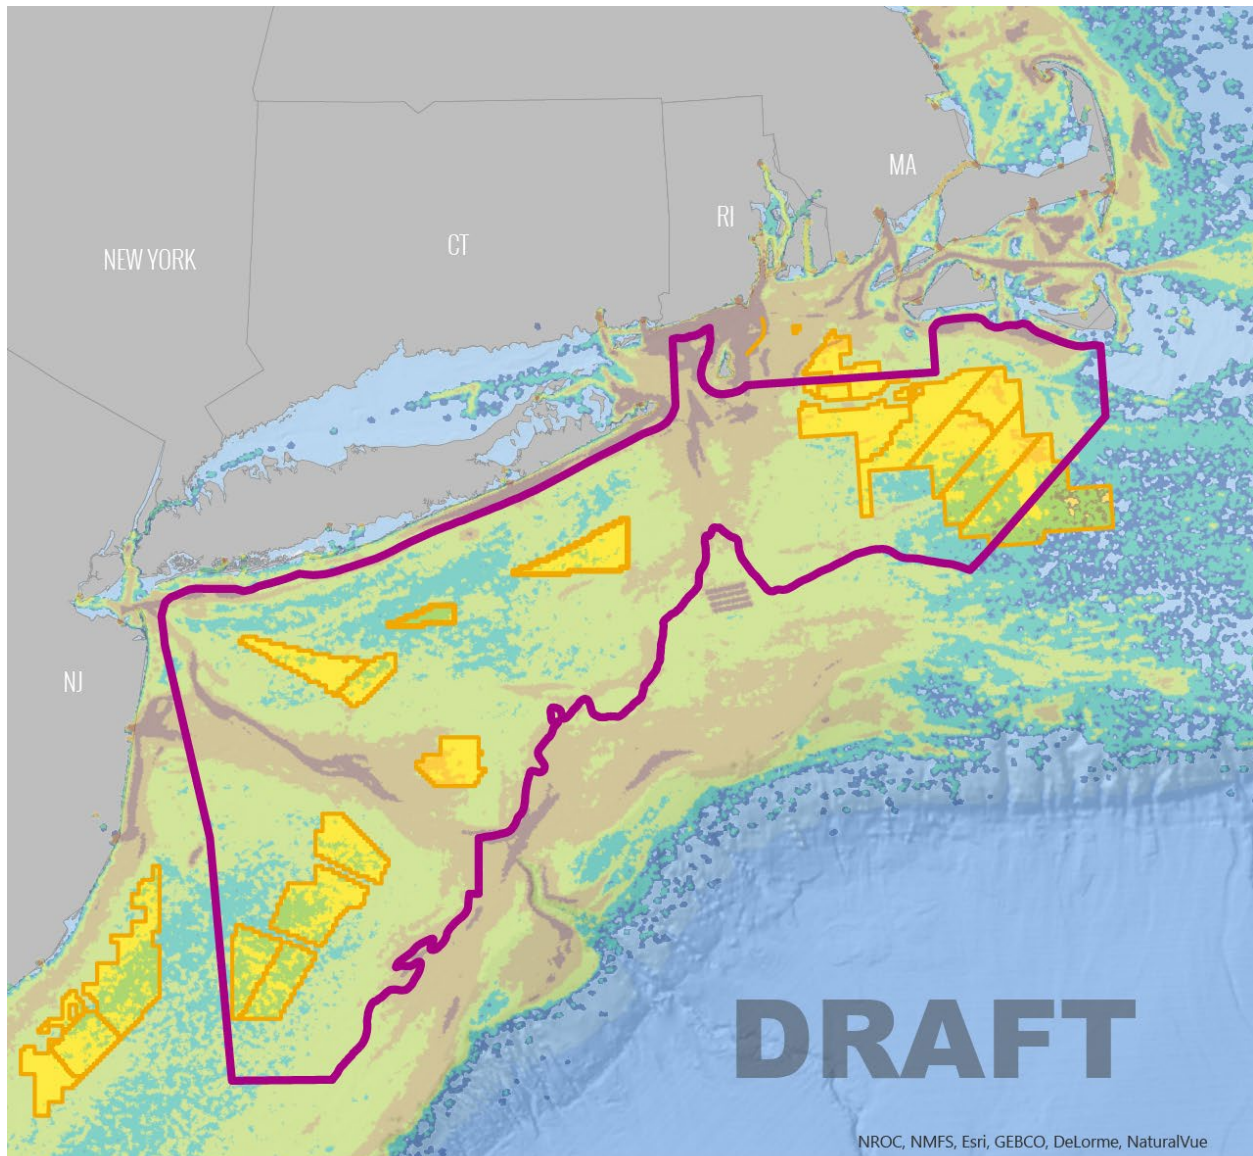 MA
RI
CT
NEW YORK
NJ
DRAFT
NROC, NMFS, Esri, GEBCO, DeLorme, NaturalVue